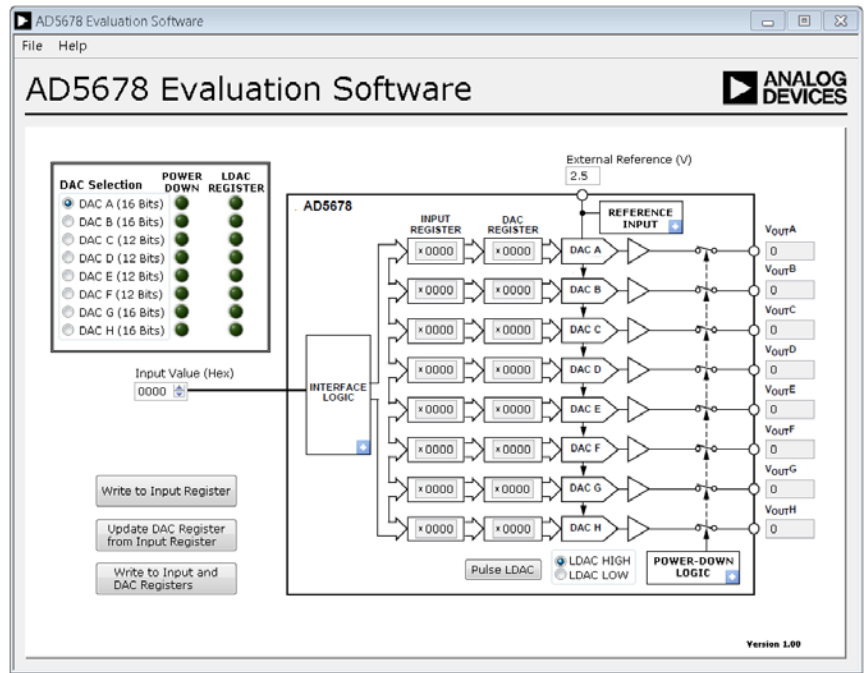 AD5678 Evaluation Software
File Help
AD5678 Evaluation Software
ANALOG
DEVICES
External Reference (V)
2.5
DAC Selection
POWER
DOWN
LDAC
REGISTER
DAC A (16 Bits)
DAC B (16 Bits)
DAC C (12 Bits)
DAC D (12 Bits)
DAC E (12 Bits)
DAC F (12 Bits)
DAC G (16 Bits)
DAC H (16 Bits)
Input Value (Hex)
0000
Write to Input Register
Update DAC Register
from Input Register
Write to Input and
DAC Registers
AD5678
INPUT
REGISTER
DAC
REGISTER
REFERENCE
INPUT
INTERFACE
LOGIC
x0000 x0000 DAC A VOUTA 0
x0000 x0000 DAC B VOUTB 0
x0000 x0000 DAC C VOUTC 0
x0000 x0000 DAC D VOUTD 0
x0000 x0000 DAC E VOUTE 0
x0000 x0000 DAC F VOUTF 0
x0000 x0000 DAC G VOUTG 0
x0000 x0000 DAC H VOUTH 0
Pulse LDAC
LDAC HIGH
LDAC LOW
POWER-DOWN
LOGIC
Version 1.00